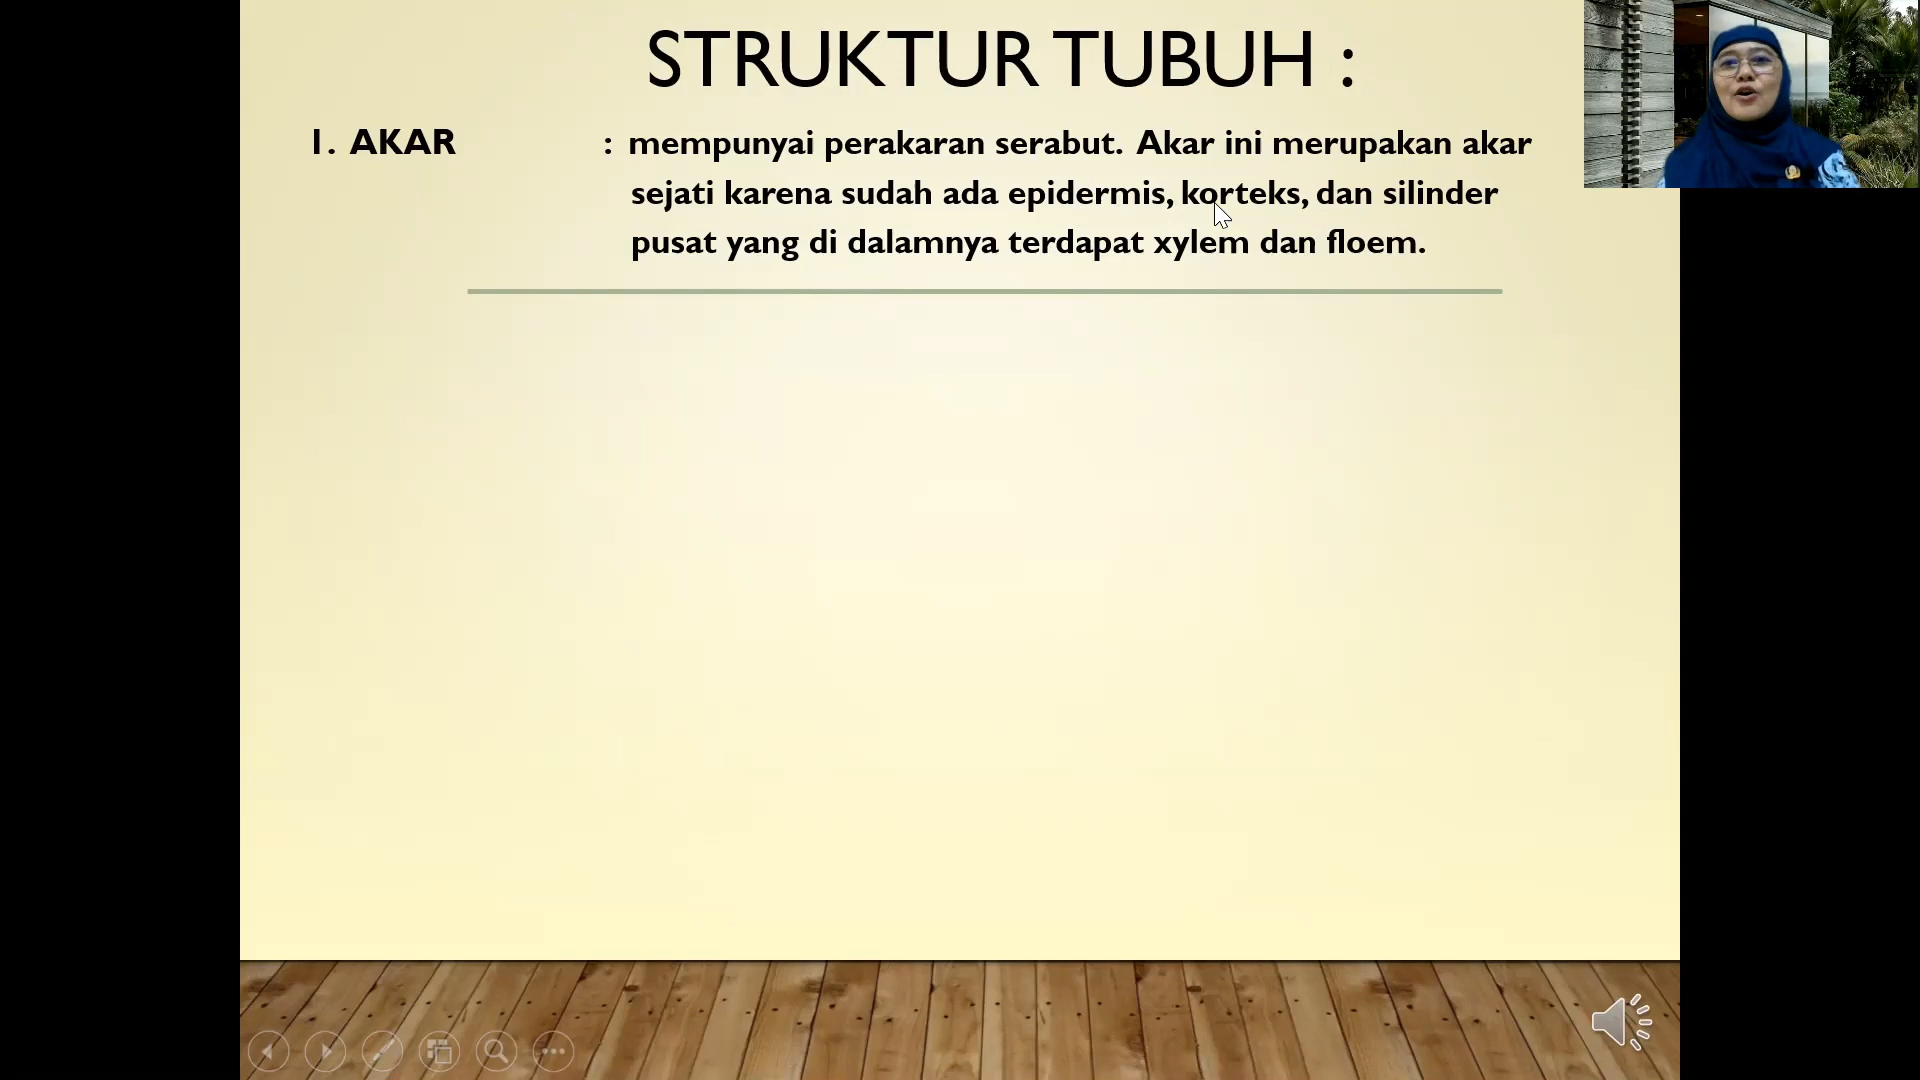 STRUKTUR TUBUH :
1. AKAR : mempunyai perakaran serabut. Akar ini merupakan akar
sejati karena sudah ada epidermis, korteks, dan silinder
pusat yang di dalamnya terdapat xylem dan floem.